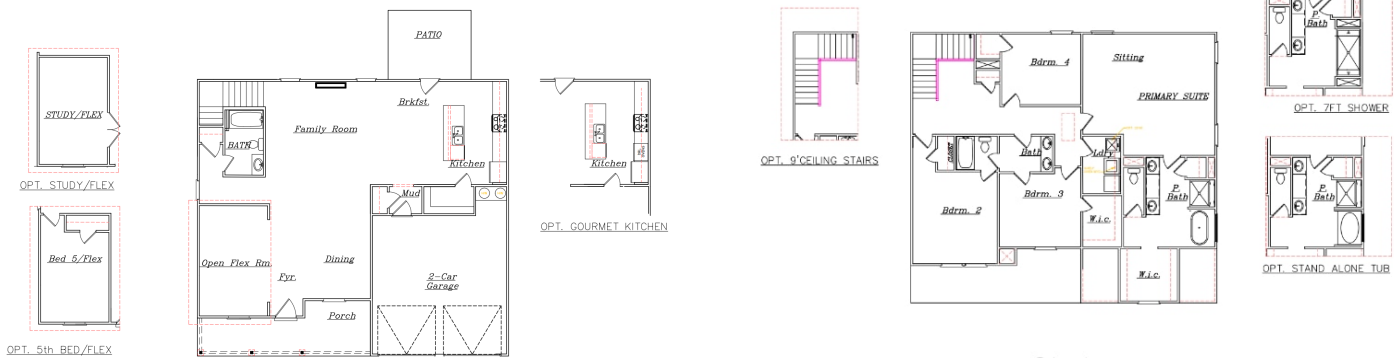 PATIO
STUDY/FLEX
OPT. STUDY/FLEX
Bed 5/Flex
OPT. 5th BED/FLEX
Brkfst.
Family Room
BATH
Kitchen
Mud
Open Flex Rm.
Dining
Fyr.
2-Car
Garage
Porch
Kitchen
OPT. GOURMET KITCHEN
OPT. 9'CEILING STAIRS
Bdrm. 4
Sitting
PRIMARY SUITE
CLOSET
Bath
Ldry
Bdrm. 3
Bdrm. 2
W.i.c.
P.
Bath
W.i.c.
P.
Bath
OPT. 7FT SHOWER
P.
Bath
OPT. STAND ALONE TUB